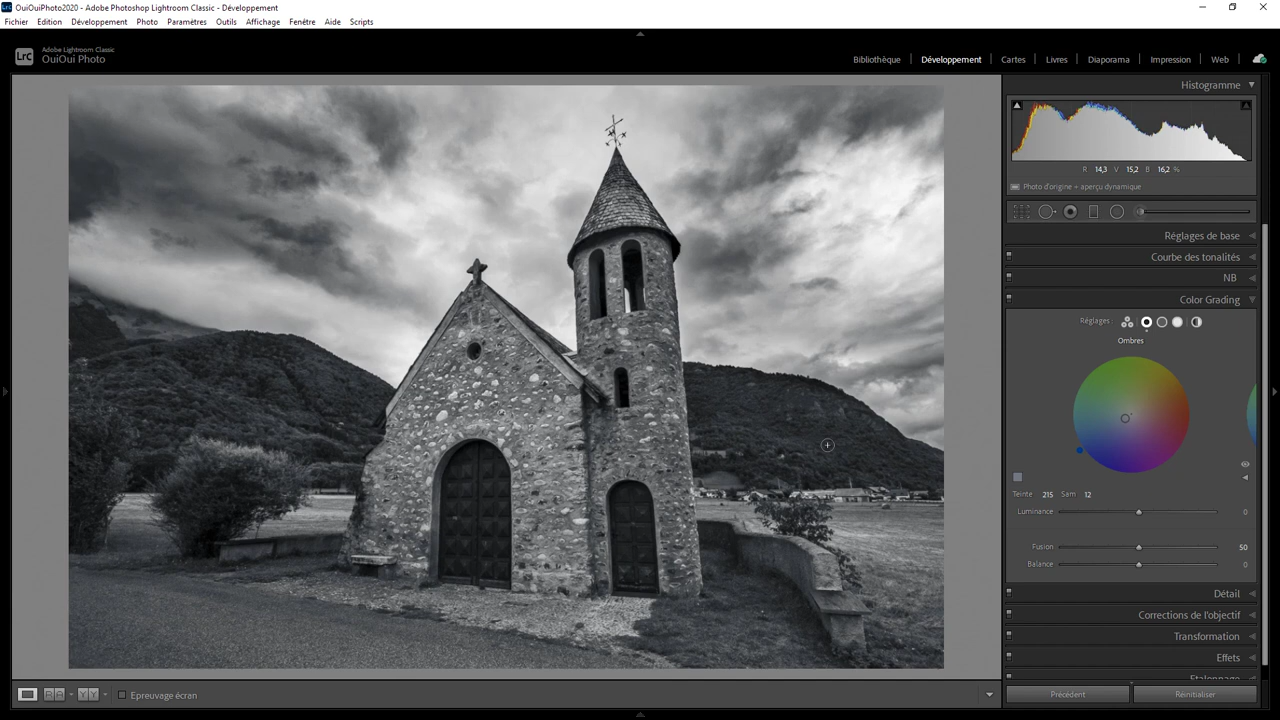 OuiOuiPhoto2020 - Adobe Photoshop Lightroom Classic - Développement
Fichier Edition Développement Photo Paramètres Outils Affichage Fenêtre Aide Scripts
Lrc
Adobe Lightroom Classic
OuiOui Photo
Bibliothèque | Développement | Cartes | Livres | Diaporama | Impression | Web
Histogramme
R 14,3 V 15,2 B 16,2 %
Photo d'origine + aperçu dynamique
Réglages de base
Courbe des tonalités
NB
Color Grading
Réglages :
Ombres
Teinte 215 Sam 12
Luminance 0
Fusion 50
Balance 0
Détail
Corrections de l'objectif
Transformation
Effets
Etalonnage
Epreuvage écran
Précédent
Réinitialiser